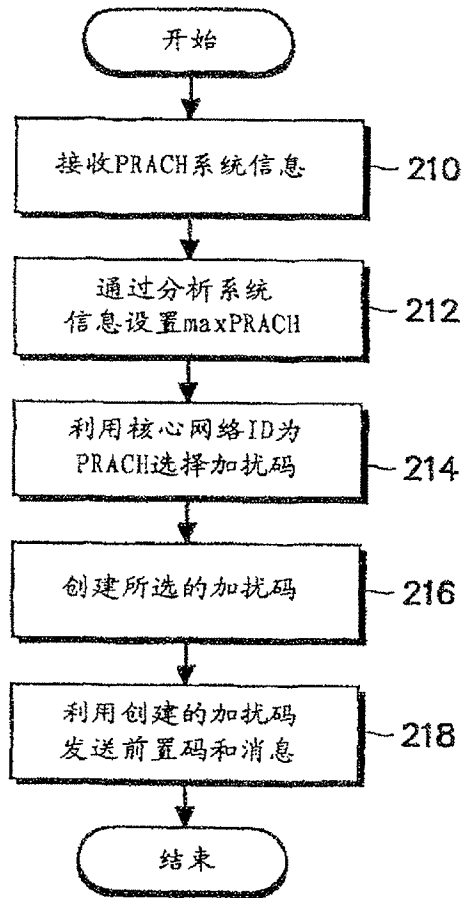 开始
接收PRACH系统信息
210
通过分析系统
信息设置maxPRACH
212
利用核心网络ID为
PRACH选择加扰码
214
创建所选的加扰码
216
利用创建的加扰码
发送前置码和消息
218
结束